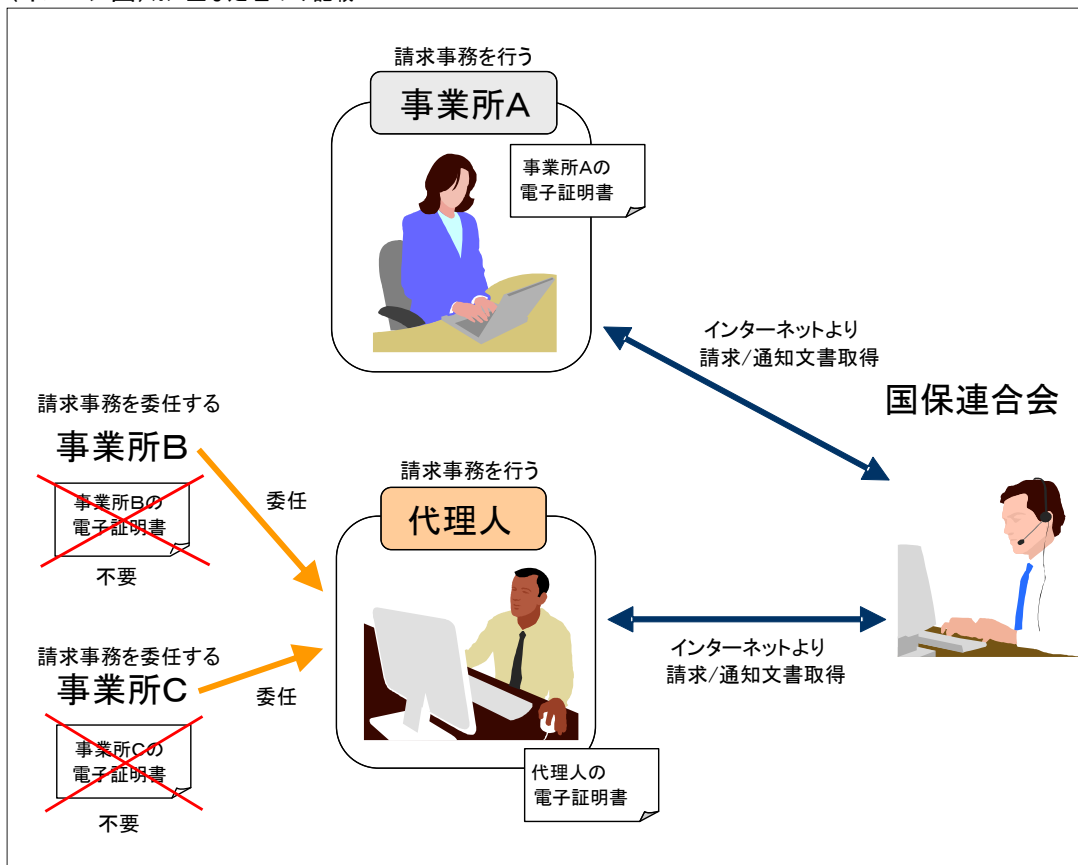 請求事務を行う
事業所A
事業所Aの
電子証明書
インターネットより
請求/通知文書取得
国保連合会
請求事務を委任する
事業所B
事業所Bの
電子証明書
不要
委任
請求事務を行う
代理人
インターネットより
請求/通知文書取得
請求事務を委任する
事業所C
委任
事業所Cの
電子証明書
不要
代理人の
電子証明書